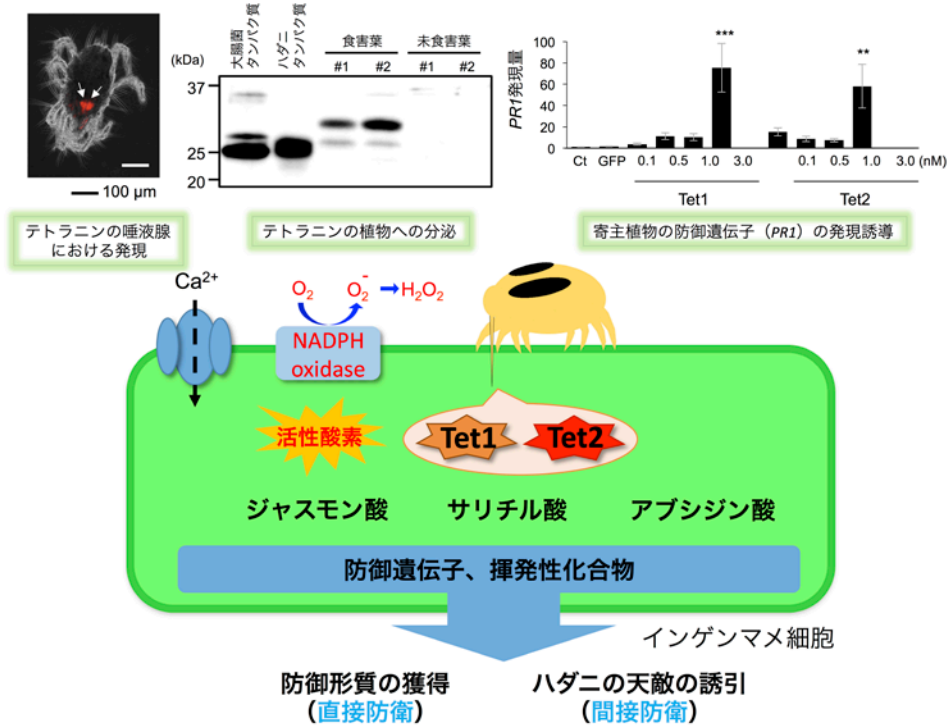 大腸菌
タンパク質
ハダニ
タンパク質
食害葉
未食害葉
(kDa)
#1
#2
#1
#2
37
25
20
100 μm
PR1発現量
100
80
60
40
20
0
***
**
Ct
GFP
0.1
0.5
1.0
3.0
0.1
0.5
1.0
3.0
(nM)
Tet1
Tet2
テトラニンの唾液腺
における発現
テトラニンの植物への分泌
寄主植物の防御遺伝子（PR1）の発現誘導
Ca2+
O2
O2-
H2O2
NADPH
oxidase
活性酸素
Tet1
Tet2
ジャスモン酸
サリチル酸
アブシジン酸
防御遺伝子、揮発性化合物
インゲンマメ細胞
防御形質の獲得
（直接防衛）
ハダニの天敵の誘引
（間接防衛）